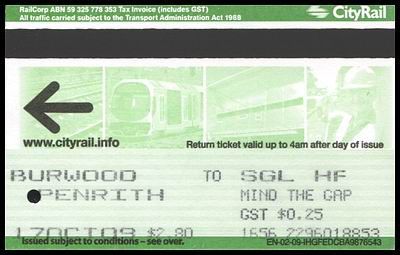 RailCorp ABN 59 325 778 353 Tax Invoice (includes GST)
All traffic carried subject to the Transport Administration Act 1988
CityRail
www.cityrail.info
Return ticket valid up to 4am after day of issue
BURWOOD TO SGL HF
PENRITH MIND THE GAP
GST $0.25
17OCT09 $2.80 1656 2296018853
Issued subject to conditions – see over.
EN-02-09-IHGFEDCBA9876543